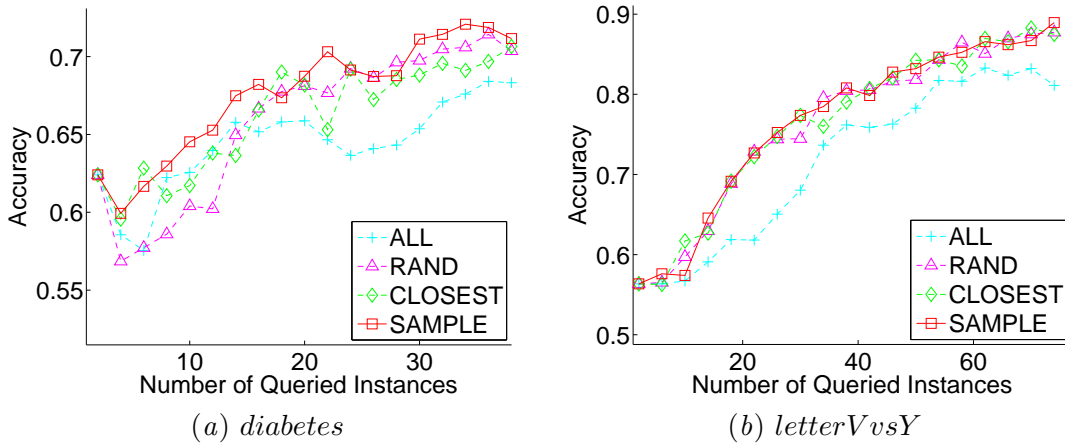 0.7
0.65
0.6
0.55
Accuracy
ALL
RAND
CLOSEST
SAMPLE
10
20
30
Number of Queried Instances
(a) diabetes
0.9
0.8
0.7
0.6
0.5
Accuracy
ALL
RAND
CLOSEST
SAMPLE
20
40
60
Number of Queried Instances
(b) letterVvsY